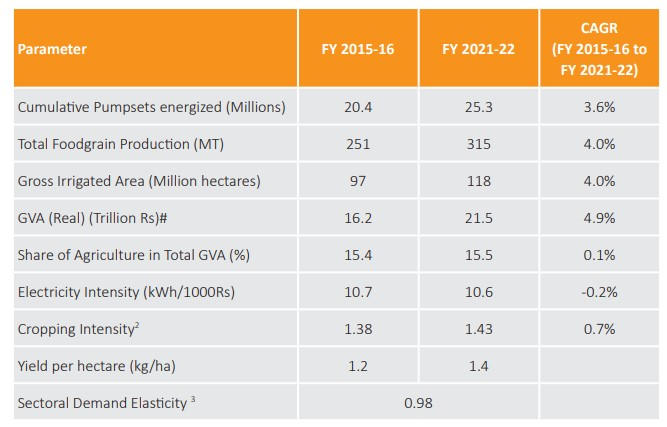 Parameter FY 2015-16 FY 2021-22 CAGR
(FY 2015-16 to
FY 2021-22)
Cumulative Pumpsets energized (Millions) 20.4 25.3 3.6%
Total Foodgrain Production (MT) 251 315 4.0%
Gross Irrigated Area (Million hectares) 97 118 4.0%
GVA (Real) (Trillion Rs)# 16.2 21.5 4.9%
Share of Agriculture in Total GVA (%) 15.4 15.5 0.1%
Electricity Intensity (kWh/1000Rs) 10.7 10.6 -0.2%
Cropping Intensity² 1.38 1.43 0.7%
Yield per hectare (kg/ha) 1.2 1.4
Sectoral Demand Elasticity ³ 0.98